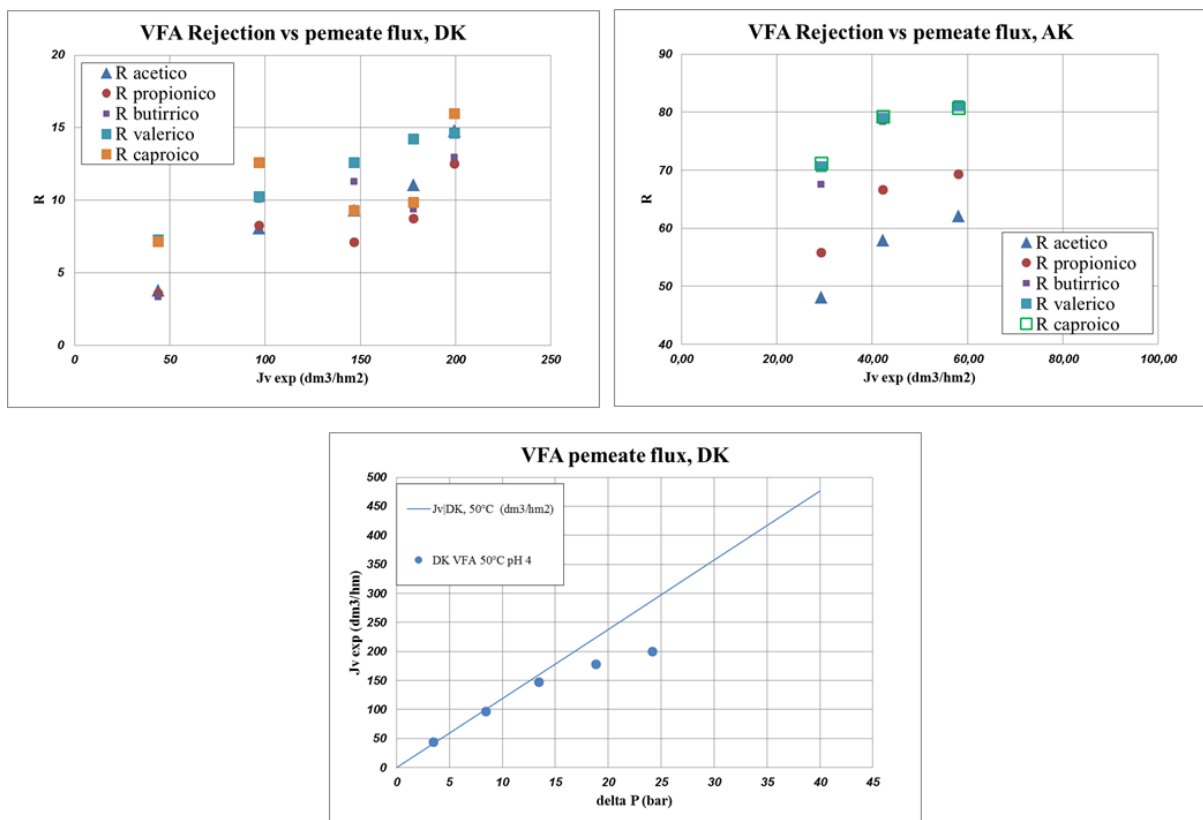 VFA Rejection vs pemeate flux, DK
20
15
10
5
0
R
R acetico
R propionico
R butirrico
R valerico
R caproico
0 50 100 150 200 250
Jv exp (dm3/hm2)
VFA Rejection vs pemeate flux, AK
90
80
70
60
50
40
R
R acetico
R propionico
R butirrico
R valerico
R caproico
0,00 20,00 40,00 60,00 80,00 100,00
Jv exp (dm3/hm2)
VFA pemeate flux, DK
500
450
400
350
300
250
200
150
100
50
0
Jv exp (dm3/hm)
Jv|DK, 50°C (dm3/hm2)
DK VFA 50°C pH 4
0 5 10 15 20 25 30 35 40 45
delta P (bar)